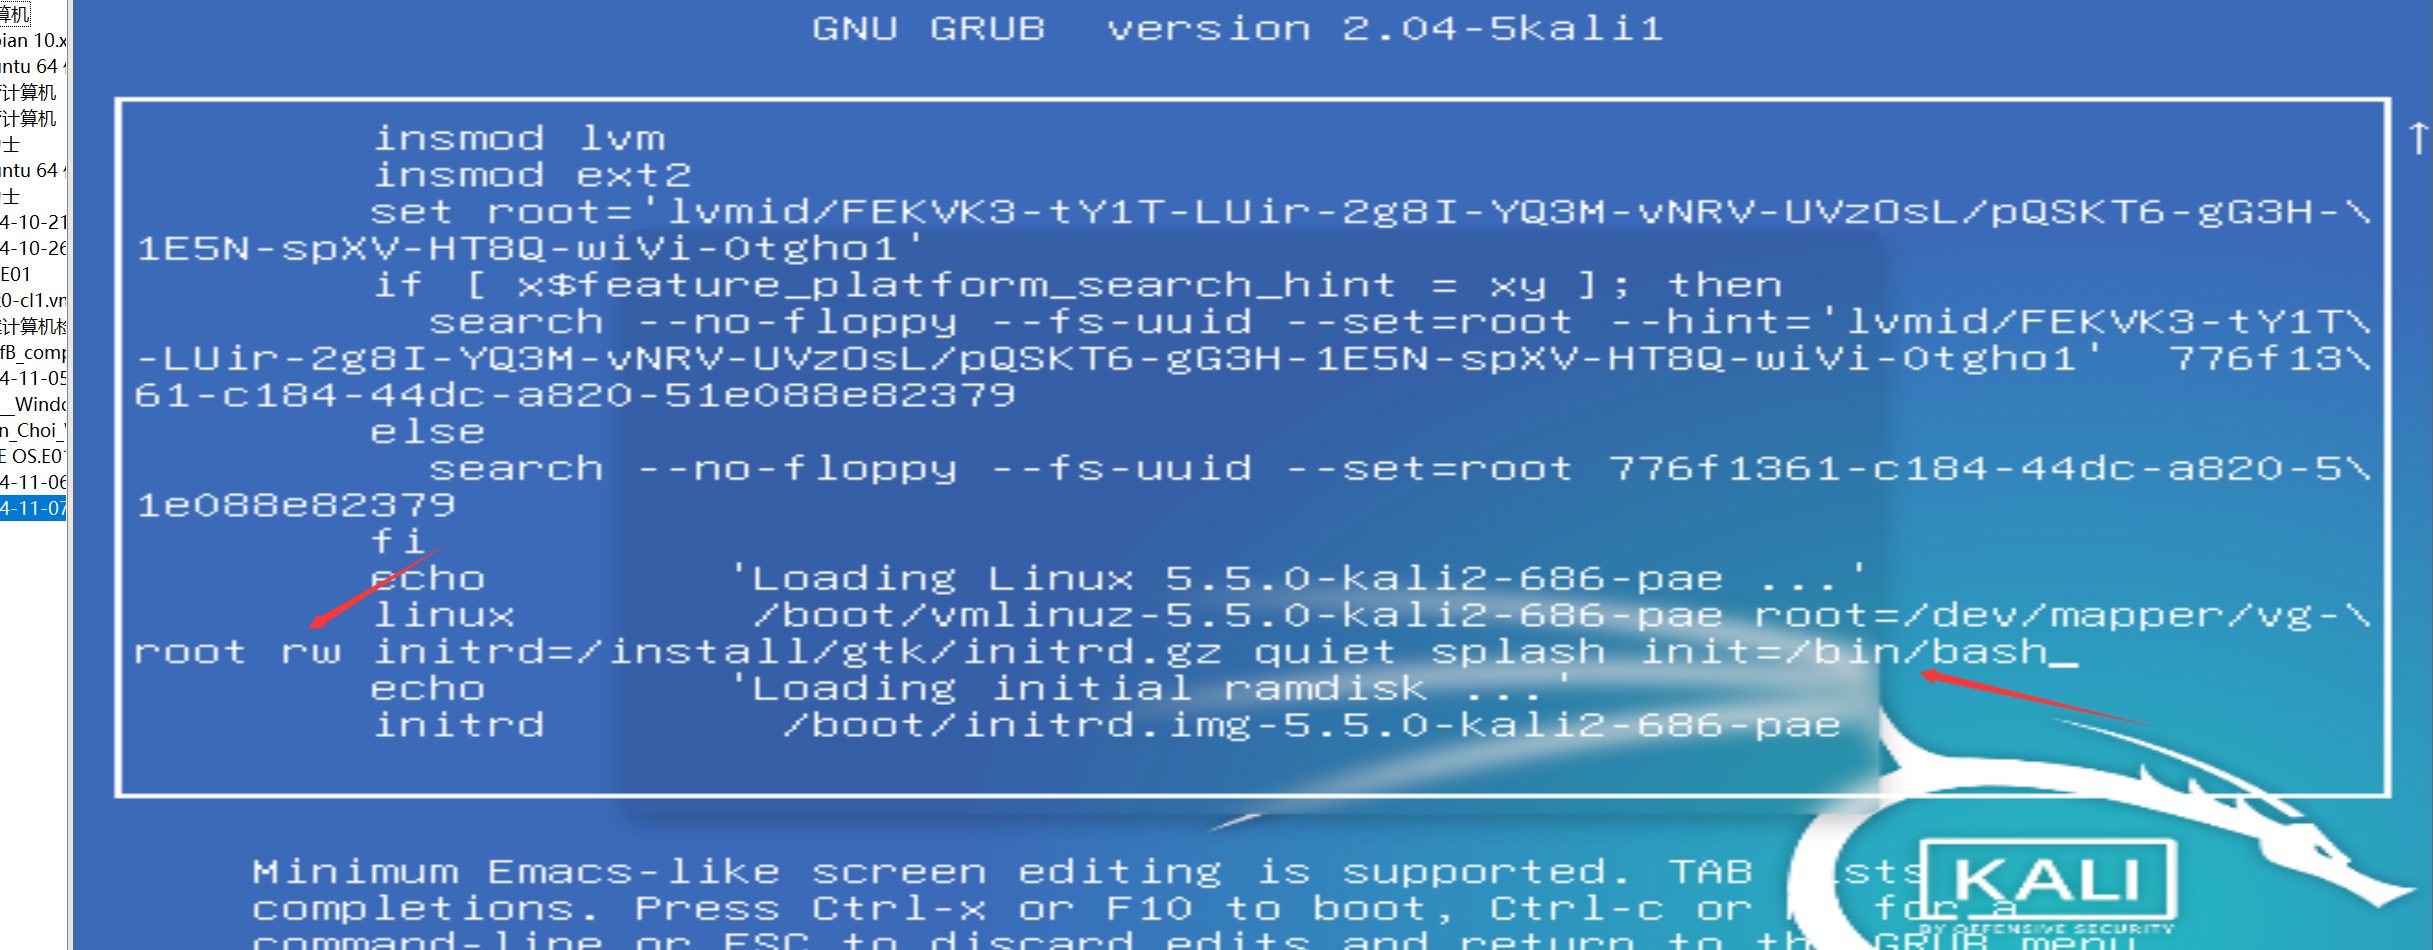 算机
GNU GRUB  version 2.04-5kali1
ian 10.x
untu 64
计算机
计算机
士
untu 64
士
4-10-21
4-10-26
E01
0-cl1.vm
计算机检
fB_comp
4-11-05
_Windo
n_Choi_
E OS.E01
4-11-06
4-11-07
insmod lvm
insmod ext2
set root='lvmid/FEKVK3-tY1T-LUir-2g8I-YQ3M-vNRV-UVzOsL/pQSKT6-gG3H-\
1E5N-spXV-HT8Q-wiVi-Otgho1'
if [ x$feature_platform_search_hint = xy ]; then
search --no-floppy --fs-uuid --set=root --hint='lvmid/FEKVK3-tY1T\
-LUir-2g8I-YQ3M-vNRV-UVzOsL/pQSKT6-gG3H-1E5N-spXV-HT8Q-wiVi-Otgho1'  776f13\
61-c184-44dc-a820-51e088e82379
else
search --no-floppy --fs-uuid --set=root 776f1361-c184-44dc-a820-5\
1e088e82379
fi
echo 'Loading Linux 5.5.0-kali2-686-pae ...'
linux /boot/vmlinuz-5.5.0-kali2-686-pae root=/dev/mapper/vg-\
root rw initrd=/install/gtk/initrd.gz quiet splash init=/bin/bash_
echo 'Loading initial ramdisk ...'
initrd /boot/initrd.img-5.5.0-kali2-686-pae
Minimum Emacs-like screen editing is supported. TAB sts
completions. Press Ctrl-x or F10 to boot, Ctrl-c or for a
command-line or ESC to discard edits and return to the GRUB menu
KALI
BY OFFENSIVE SECURITY